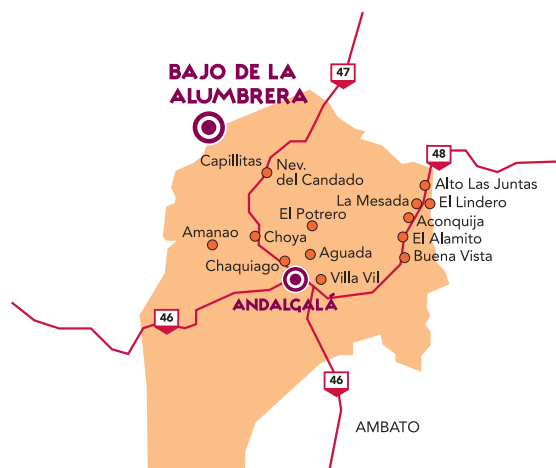 47
BAJO DE LA
ALUMBRERA
48
Capillitas
Nev.
del Candado
Alto Las Juntas
La Mesada
El Lindero
El Potrero
Aconquija
Amanao
Choya
El Alamito
Aguada
Buena Vista
Chaquiago
Villa Vil
ANDALGALÁ
46
46
AMBATO